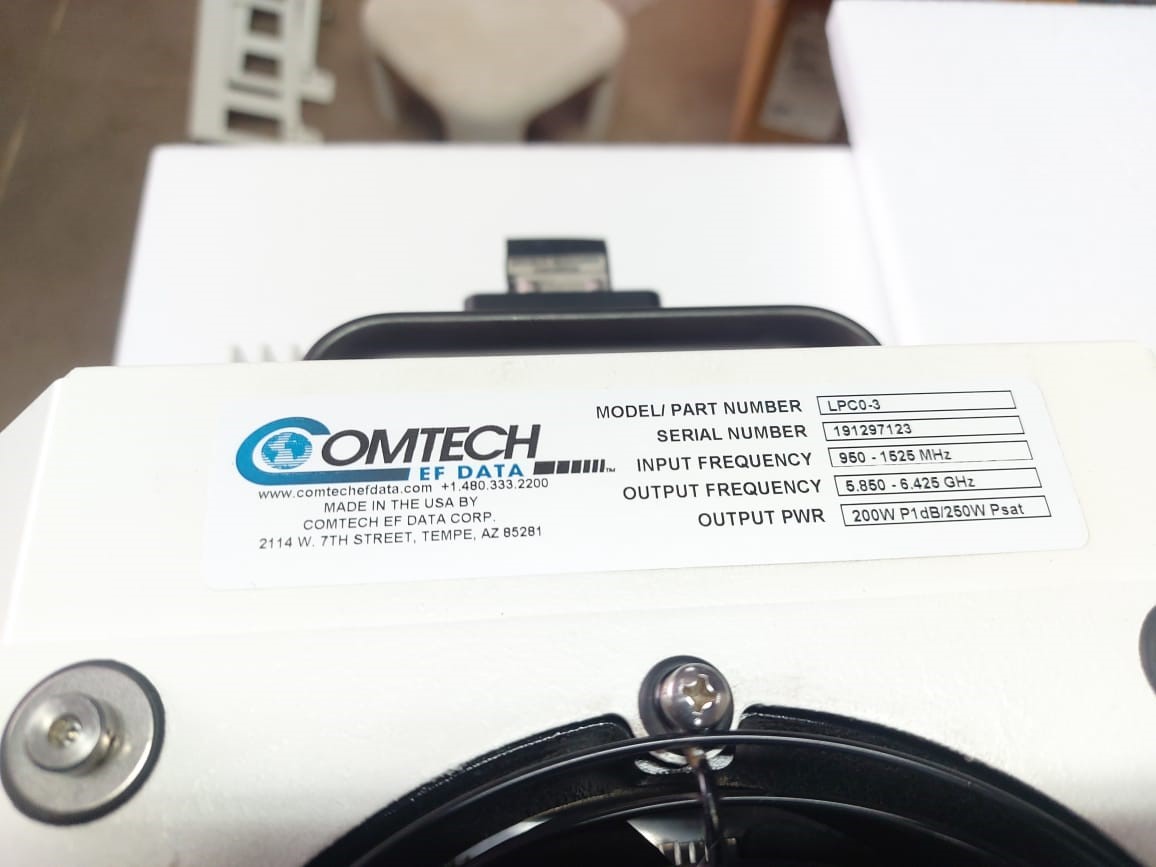 COMTECH
EF DATA ™
www.comtechefdata.com +1.480.333.2200
MADE IN THE USA BY
COMTECH EF DATA CORP.
2114 W. 7TH STREET, TEMPE, AZ 85281
MODEL/ PART NUMBER LPC0-3
SERIAL NUMBER 191297123
INPUT FREQUENCY 950 - 1525 MHz
OUTPUT FREQUENCY 5.850 - 6.425 GHz
OUTPUT PWR 200W P1dB/250W Psat